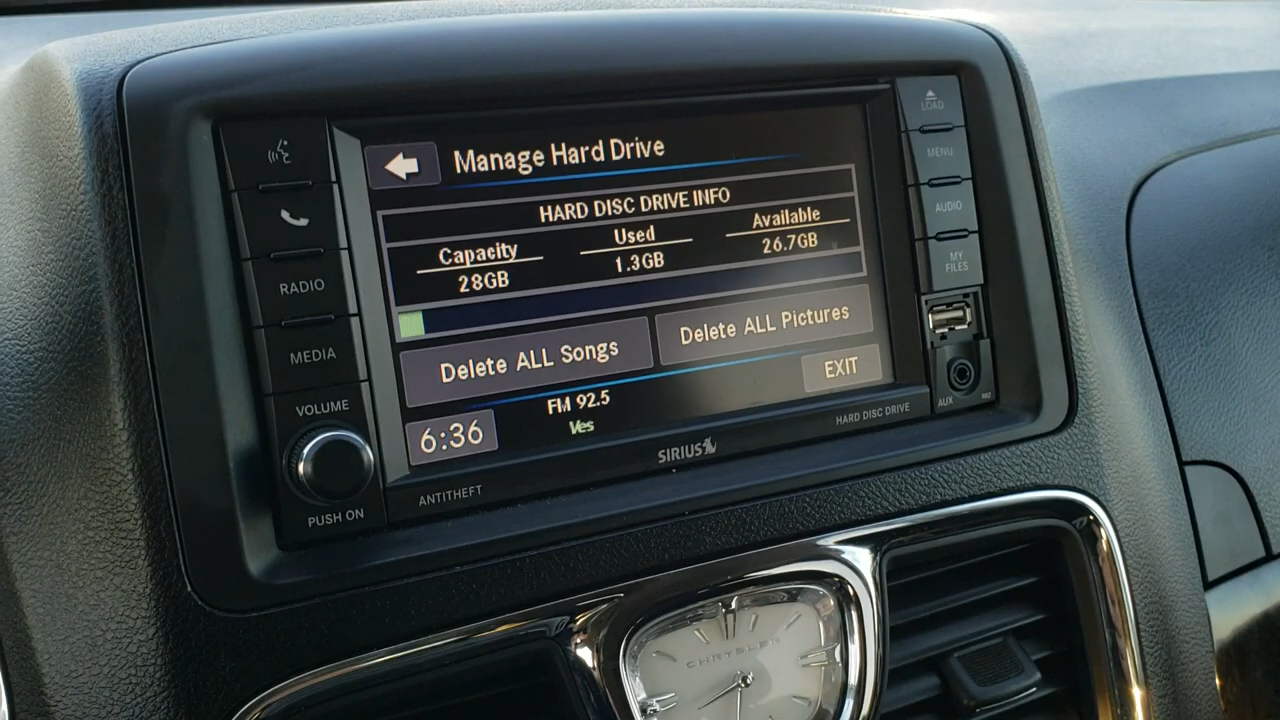 Manage Hard Drive
HARD DISC DRIVE INFO
Capacity Used Available
28GB 1.3GB 26.7GB
Delete ALL Songs
Delete ALL Pictures
EXIT
FM 92.5
Ves
6:36
RADIO
MEDIA
VOLUME
PUSH ON
LOAD
MENU
AUDIO
MY
FILES
AUX
ANTITHEFT
SIRIUS
HARD DISC DRIVE
CHRYSLER